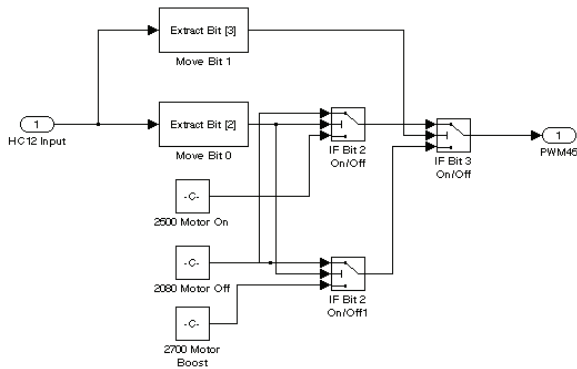 Extract Bit [3]
Move Bit 1
1
HC12 Input
Extract Bit [2]
Move Bit 0
IF Bit 2
On/Off
IF Bit 3
On/Off
1
PWM45
-C-
2500 Motor On
-C-
2080 Motor Off
IF Bit 2
On/Off1
-C-
2700 Motor
Boost